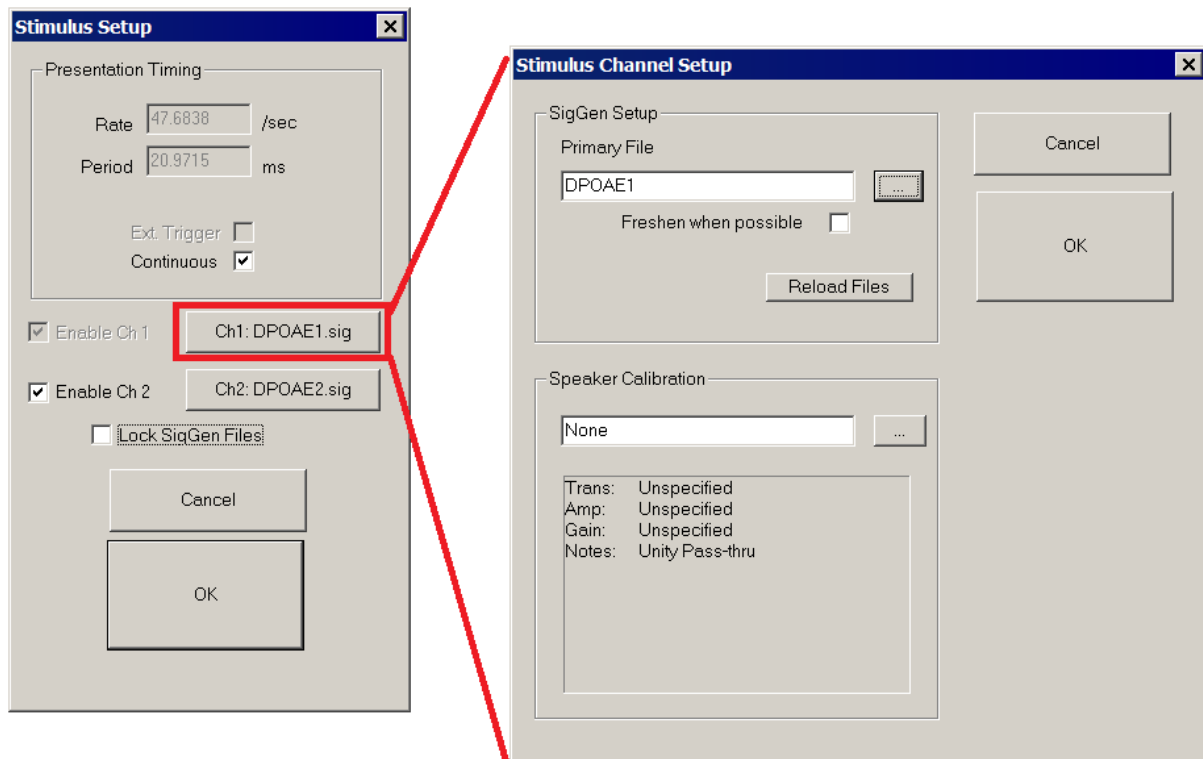 Stimulus Setup
Presentation Timing
Rate 47.6838 /sec
Period 20.9715 ms
Ext. Trigger
Continuous
Enable Ch 1 Ch1: DPOAE1.sig
Enable Ch 2 Ch2: DPOAE2.sig
Lock SigGen Files
Cancel
OK
Stimulus Channel Setup
SigGen Setup
Primary File
DPOAE1 ...
Freshen when possible
Reload Files
Cancel
OK
Speaker Calibration
None ...
Trans: Unspecified
Amp: Unspecified
Gain: Unspecified
Notes: Unity Pass-thru